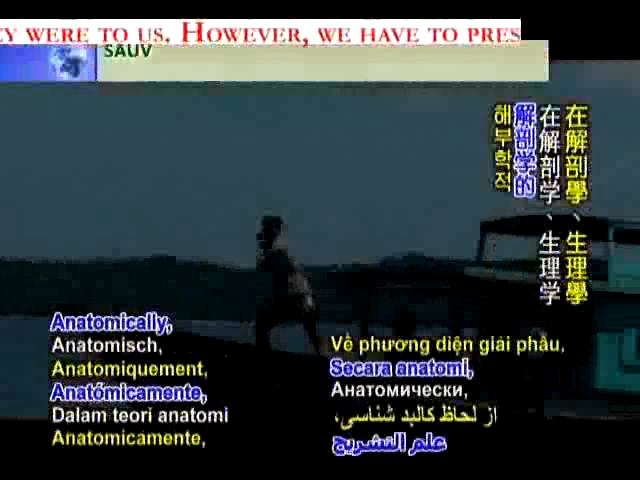 EY WERE TO US. HOWEVER, WE HAVE TO PRES
SAUV
在解剖學、生理學
在解剖学、生理学
解剖学的
해부학적
Anatomically,
Anatomisch,
Anatomiquement,
Anatómicamente,
Dalam teori anatomi
Anatomicamente,
Về phương diện giải phẫu,
Secara anatomi,
Анатомически,
از لحاظ کالبد شناسی،
علم التشريح